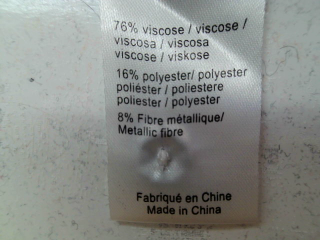 76% viscose / viscose /
viscosa / viscosa
viscose / viskose
16% polyester/ polyester
poliéster / poliestere
poliester / polyester
8% Fibre métallique/
Metallic fibre
Fabriqué en Chine
Made in China